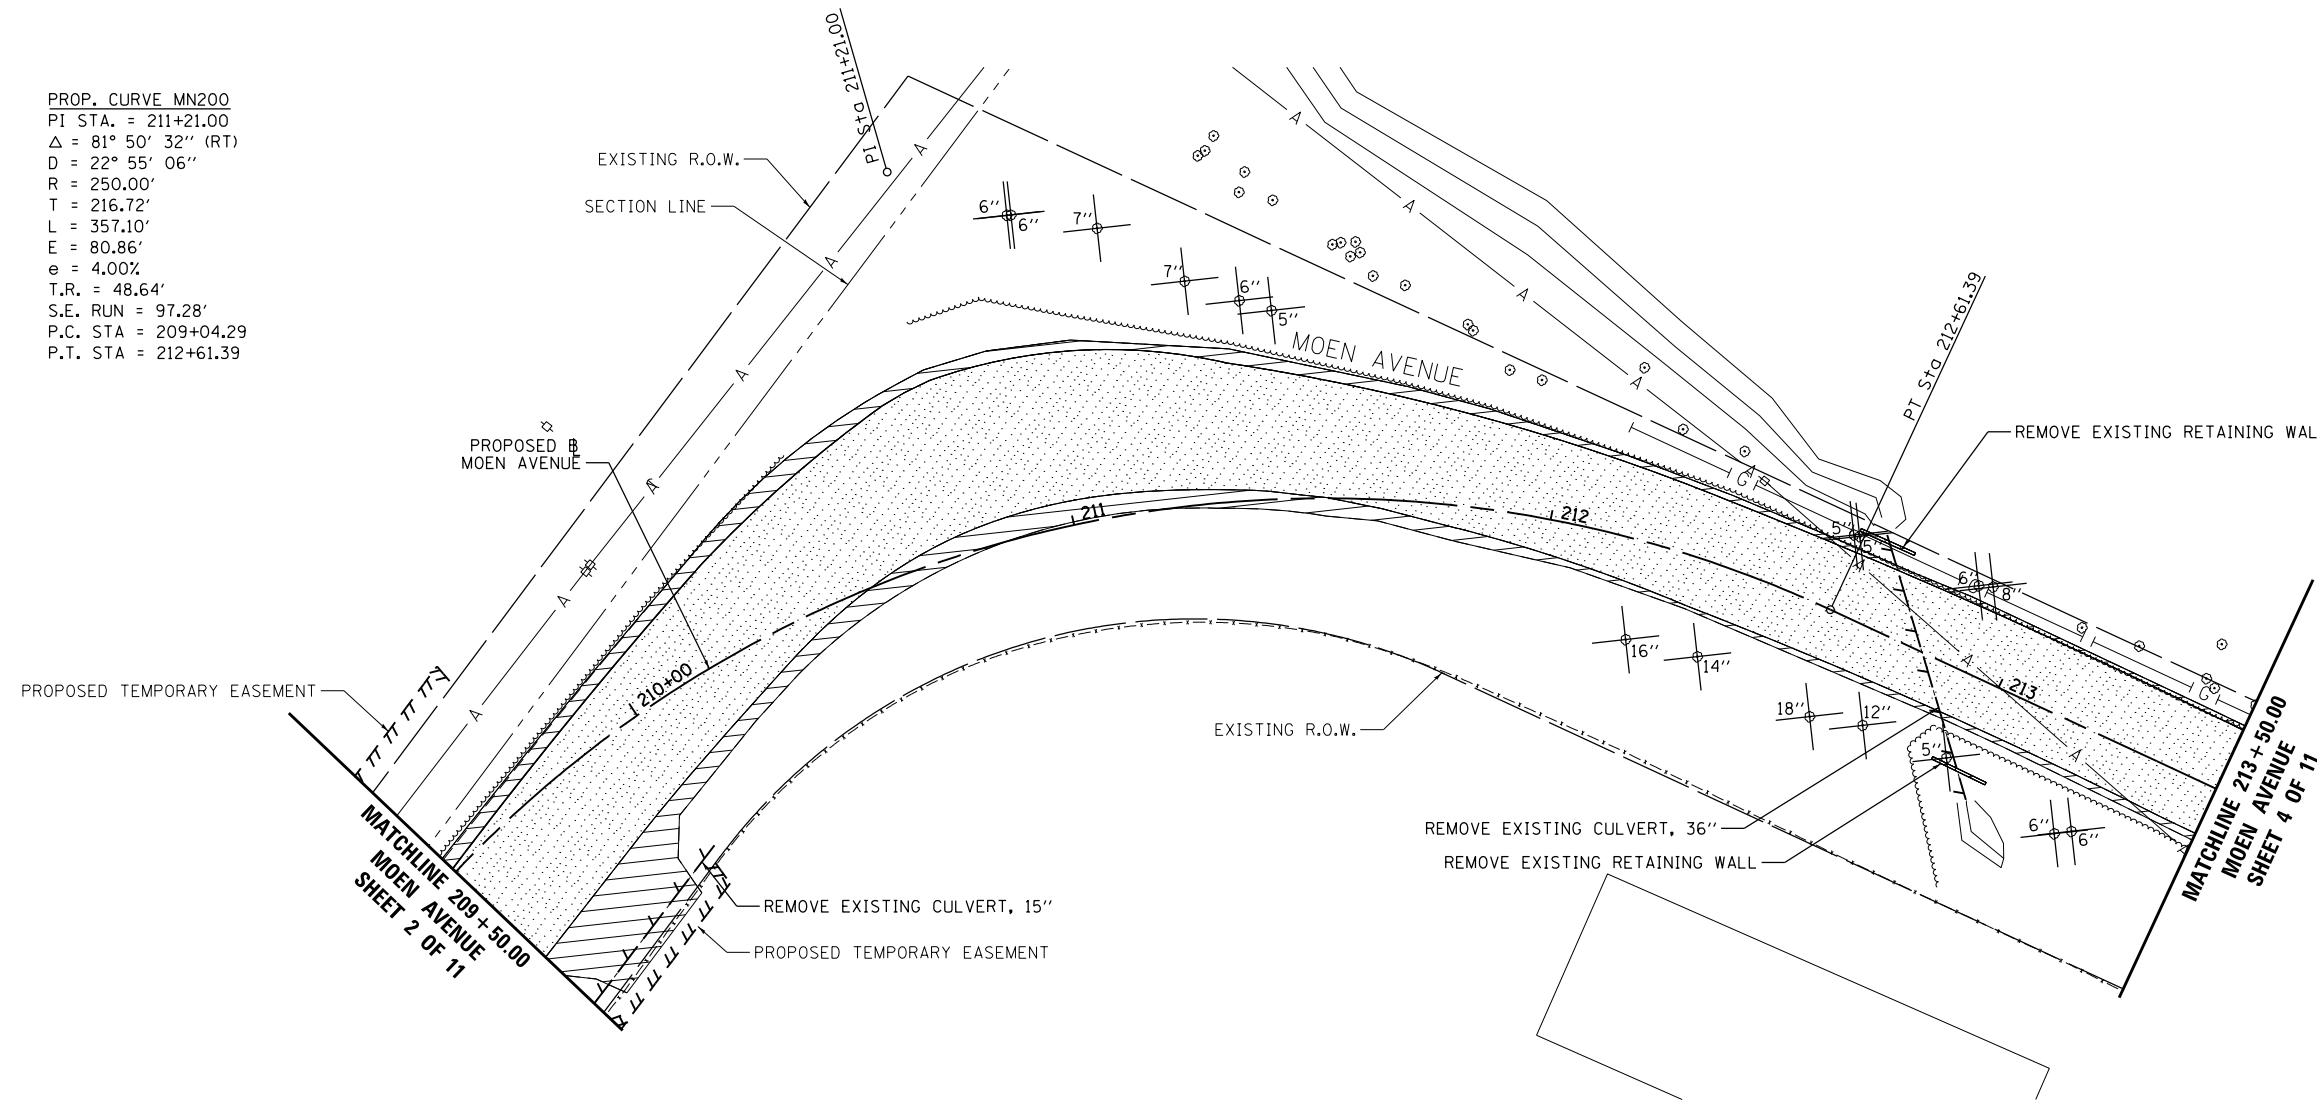 PROP. CURVE MN200
PI STA. = 211+21.00
Δ = 81° 50' 32'' (RT)
D = 22° 55' 06''
R = 250.00'
T = 216.72'
L = 357.10'
E = 80.86'
e = 4.00%
T.R. = 48.64'
S.E. RUN = 97.28'
P.C. STA = 209+04.29
P.T. STA = 212+61.39
PI Sta 211+21.00
EXISTING R.O.W.
SECTION LINE
A
A
A
A
A
A
6''
6''
7''
7''
6''
5''
MOEN AVENUE
A
A
A
A
A
G
PT Sta 212+61.39
REMOVE EXISTING RETAINING WAL
PROPOSED B
MOEN AVENUE
211
212
210+00
213
5''
5''
6''
8''
A
A
G
16''
14''
18''
12''
5''
6''
6''
PROPOSED TEMPORARY EASEMENT
EXISTING R.O.W.
MATCHLINE 209+50.00
MOEN AVENUE
SHEET 2 OF 11
REMOVE EXISTING CULVERT, 15''
PROPOSED TEMPORARY EASEMENT
REMOVE EXISTING CULVERT, 36''
REMOVE EXISTING RETAINING WALL
MATCHLINE 213+50.00
MOEN AVENUE
SHEET 4 OF 11